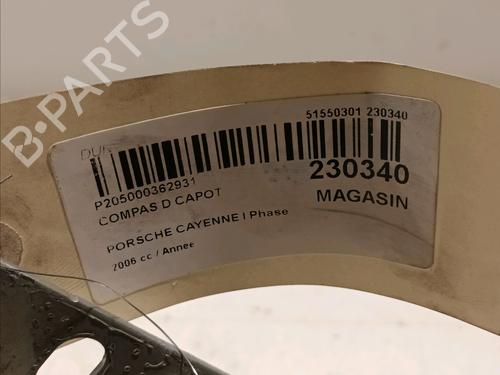 B-PARTS
51550301 230340
P205000362931
COMPAS D CAPOT
230340
MAGASIN
PORSCHE CAYENNE I Phase
2006 cc / Annee